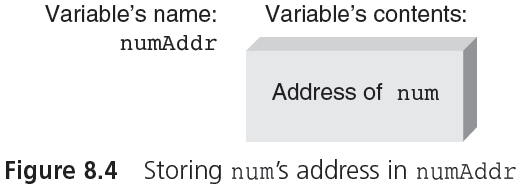 Variable's name:
numAddr
Variable's contents:
Address of num
Figure 8.4 Storing num's address in numAddr